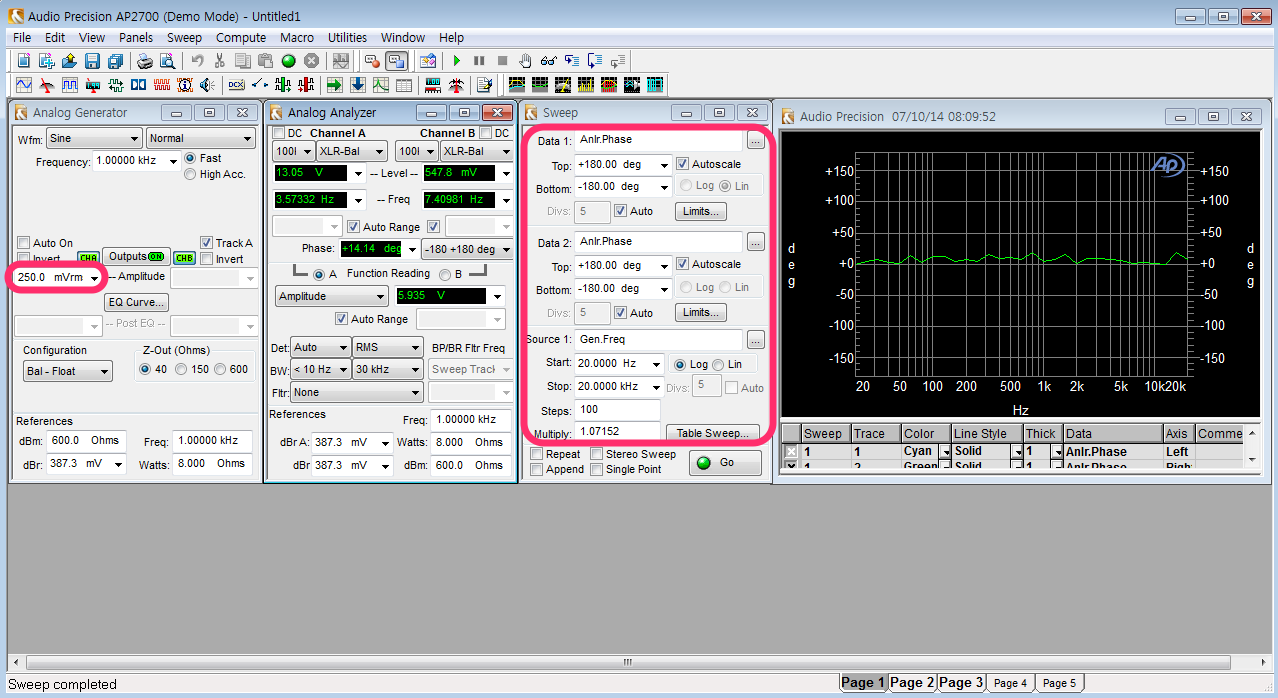 Audio Precision AP2700 (Demo Mode) - Untitled1
File Edit View Panels Sweep Compute Macro Utilities Window Help
DCX
Analog Generator
Wfm: Sine Normal
Frequency: 1.00000 kHz Fast
High Acc.
Auto On Track A
Invert CHA Outputs ON CHB Invert
250.0 mVrm -- Amplitude
EQ Curve...
-- Post EQ --
Configuration Z-Out (Ohms)
Bal - Float 40 150 600
References
dBm: 600.0 Ohms Freq: 1.00000 kHz
dBr: 387.3 mV Watts: 8.000 Ohms
Analog Analyzer
DC Channel A Channel B DC
100l XLR-Bal 100l XLR-Bal
13.05 V -- Level -- 547.8 mV
3.57332 Hz -- Freq 7.40981 Hz
Auto Range
Phase: +14.14 deg -180 +180 deg
A Function Reading B
Amplitude 5.935 V
Auto Range
Det: Auto RMS BP/BR Fltr Freq
BW: < 10 Hz 30 kHz Sweep Track
Fltr: None
References Freq: 1.00000 kHz
dBr A: 387.3 mV Watts: 8.000 Ohms
dBr 387.3 mV dBm: 600.0 Ohms
Sweep
Data 1: Anlr.Phase ...
Top: +180.00 deg Autoscale
Bottom: -180.00 deg Log Lin
Divs: 5 Auto Limits...
Data 2: Anlr.Phase ...
Top: +180.00 deg Autoscale
Bottom: -180.00 deg Log Lin
Divs: 5 Auto Limits...
Source 1: Gen.Freq ...
Start: 20.0000 Hz Log Lin
Stop: 20.0000 kHz Divs: 5 Auto
Steps: 100
Multiply: 1.07152 Table Sweep...
Repeat Stereo Sweep
Append Single Point Go
Audio Precision 07/10/14 08:09:52
Ap
+150 +150
+100 +100
+50 +50
d e g +0 +0 d e g
-50 -50
-100 -100
-150 -150
20 50 100 200 500 1k 2k 5k 10k20k
Hz
Sweep Trace Color Line Style Thick Data Axis Comme
1 1 Cyan Solid 1 Anlr.Phase Left
1 2 Green Solid 1 Anlr.Phase Righ
Sweep completed Page 1 Page 2 Page 3 Page 4 Page 5